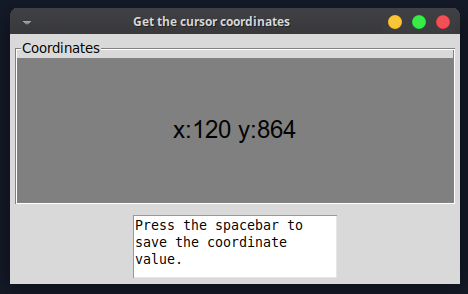 Get the cursor coordinates
Coordinates
x:120 y:864
Press the spacebar to
save the coordinate
value.